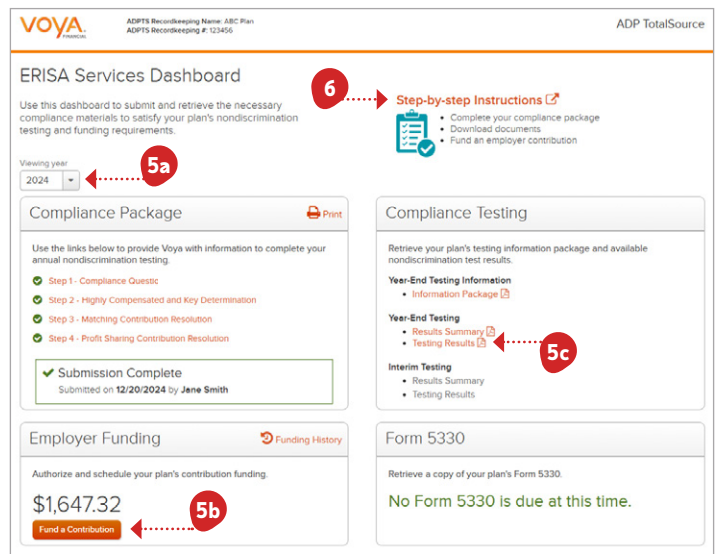 VOYA
FINANCIAL
ADPTS Recordkeeping Name: ABC Plan
ADPTS Recordkeeping #: 123456
ADP TotalSource
ERISA Services Dashboard
Use this dashboard to submit and retrieve the necessary
compliance materials to satisfy your plan's nondiscrimination
testing and funding requirements.
6
Step-by-step Instructions
• Complete your compliance package
• Download documents
• Fund an employer contribution
Viewing year
2024
5a
Compliance Package
Print
Use the links below to provide Voya with information to complete your
annual nondiscrimination testing.
Step 1 - Compliance Questic
Step 2 - Highly Compensated and Key Determination
Step 3 - Matching Contribution Resolution
Step 4 - Profit Sharing Contribution Resolution
Submission Complete
Submitted on 12/20/2024 by Jane Smith
Compliance Testing
Retrieve your plan's testing information package and available
nondiscrimination test results.
Year-End Testing Information
• Information Package
Year-End Testing
• Results Summary
• Testing Results
5c
Interim Testing
• Results Summary
• Testing Results
Employer Funding
Funding History
Authorize and schedule your plan's contribution funding.
$1,647.32
Fund a Contribution
5b
Form 5330
Retrieve a copy of your plan's Form 5330.
No Form 5330 is due at this time.